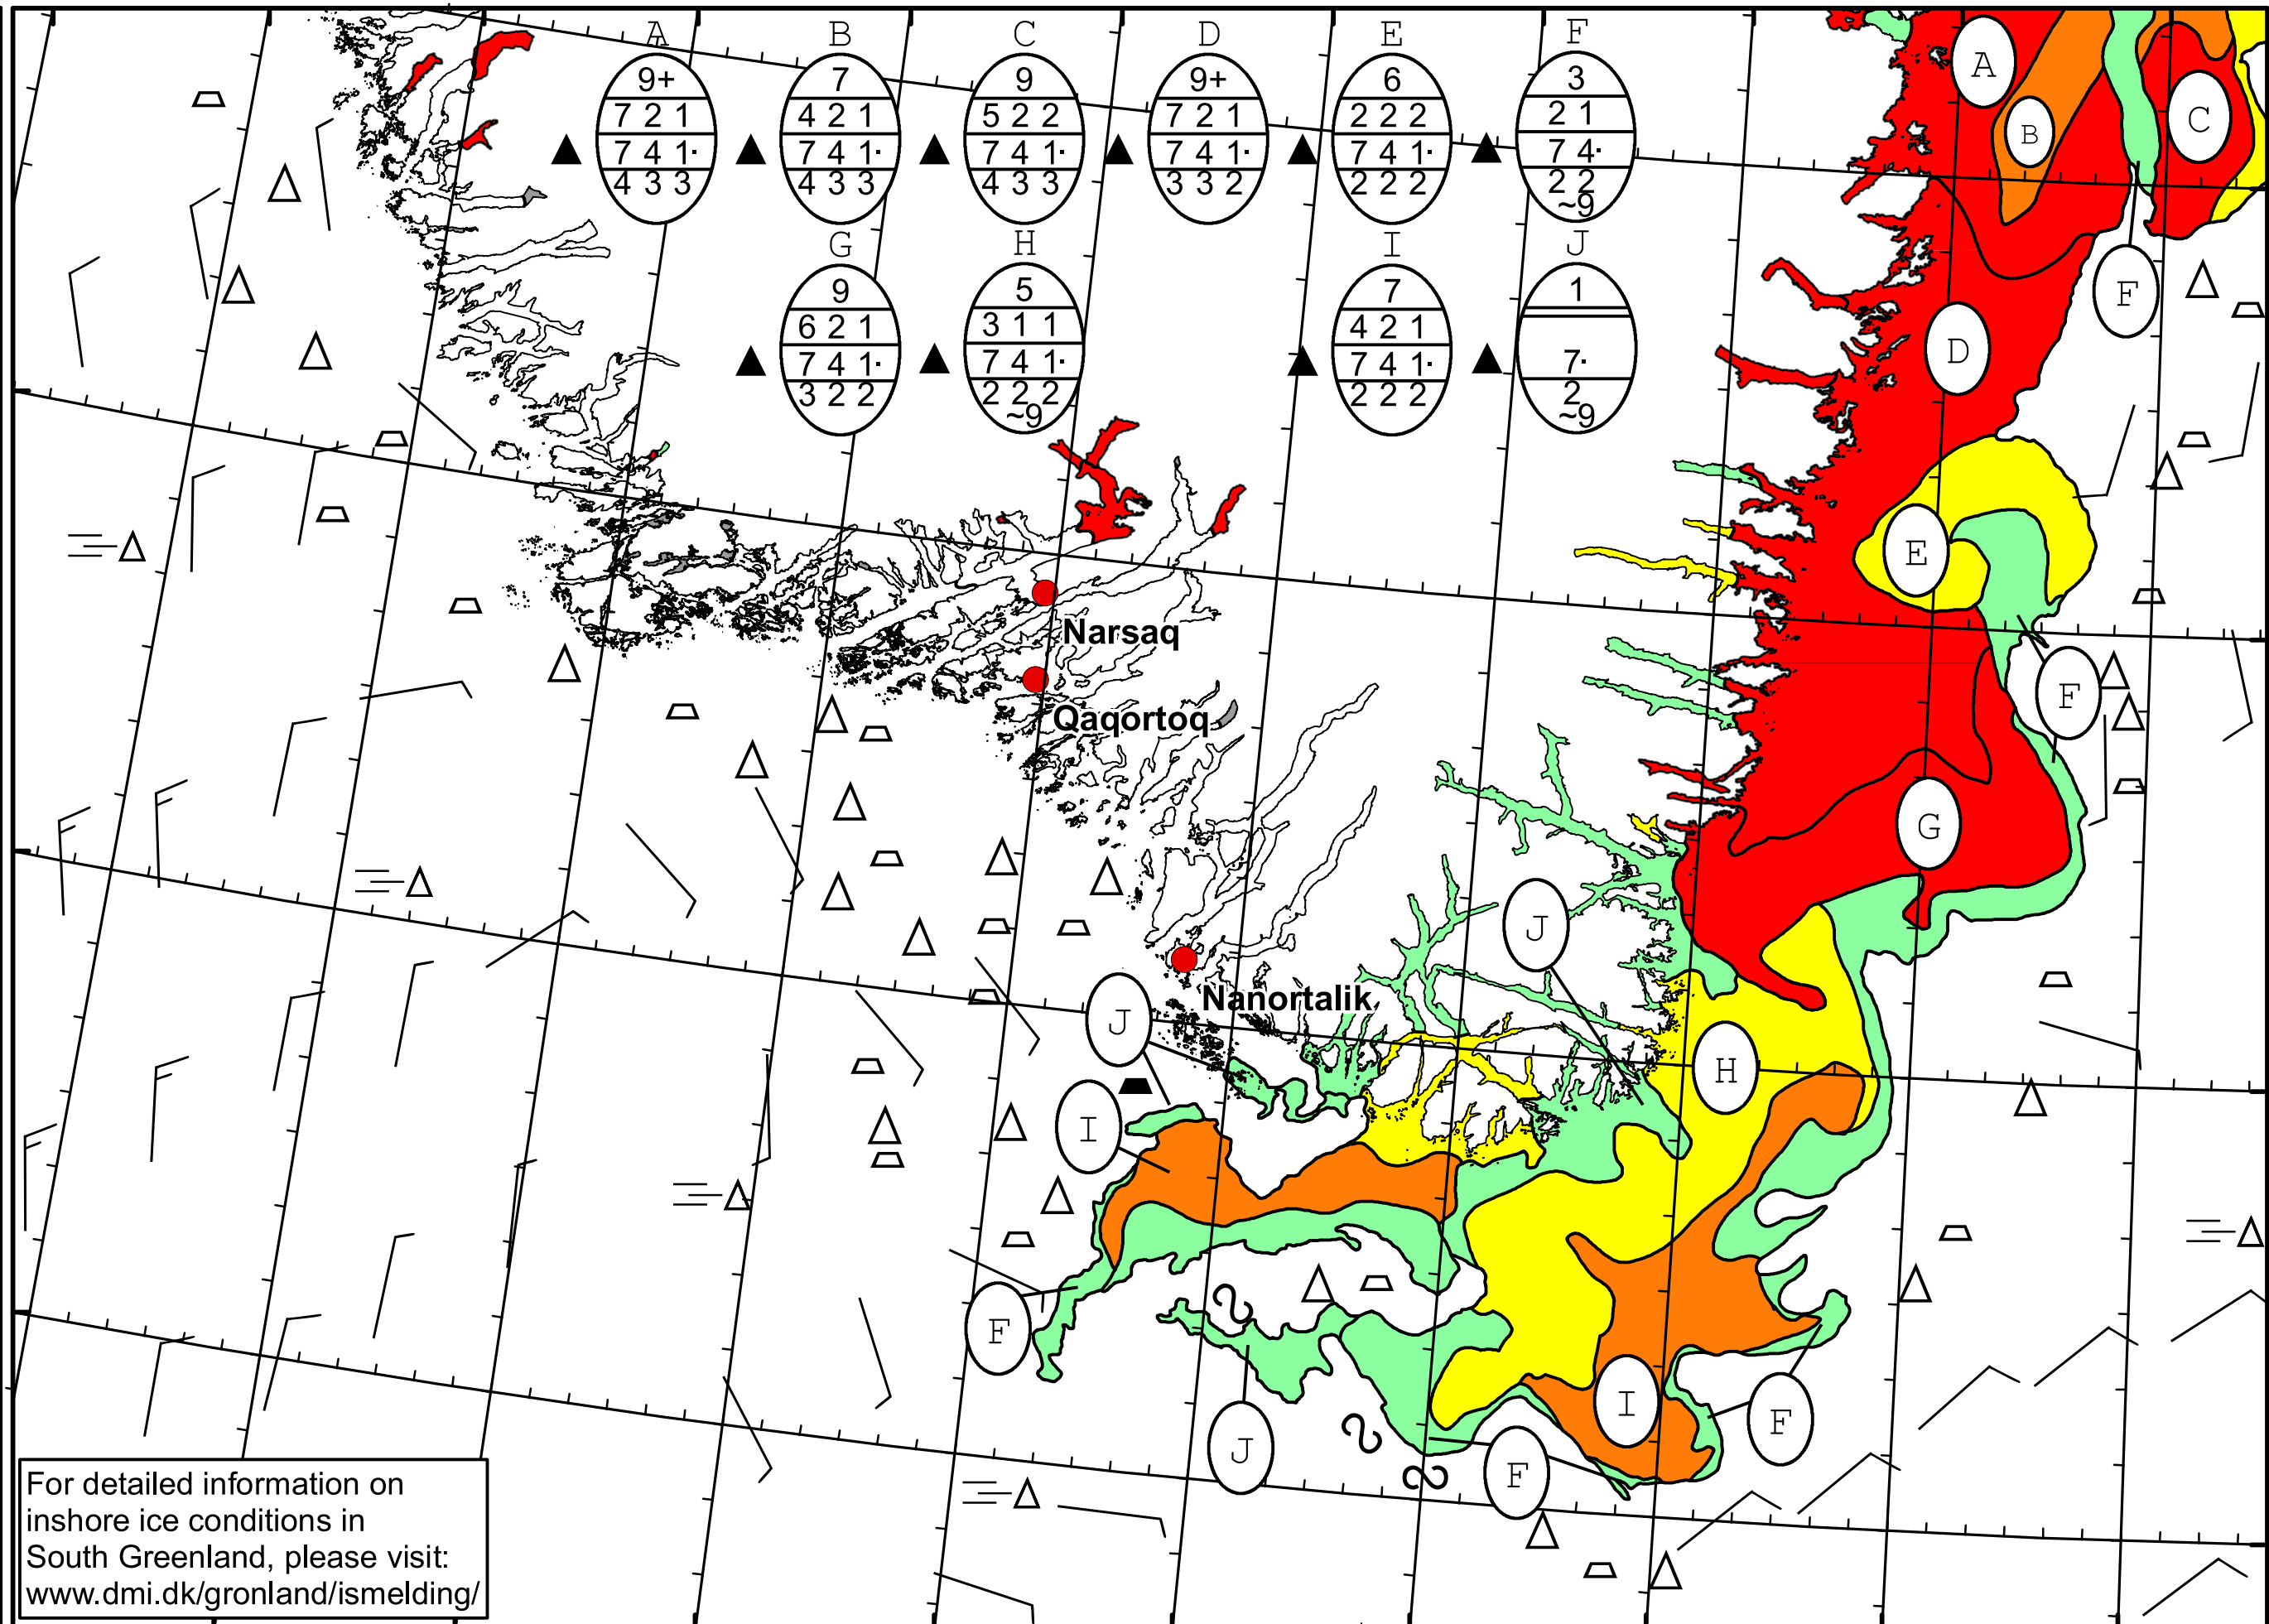 A B C D E F
9+ 7 9 9+ 6 3
7 2 1 4 2 1 5 2 2 7 2 1 2 2 2 2 1
7 4 1· 7 4 1· 7 4 1· 7 4 1· 7 4 1· 7 4·
4 3 3 4 3 3 4 3 3 3 3 2 2 2 2 2 2
~9
G H I J
9 5 7 1
6 2 1 3 1 1 4 2 1
7 4 1· 7 4 1· 7 4 1· 7·
3 2 2 2 2 2 2 2 2 2
~9 ~9
A
C
B
F
D
E
Narsaq
F
Qaqortoq
G
J
Nanortalik
J
H
I
F
I
F
J
F
For detailed information on
inshore ice conditions in
South Greenland, please visit:
www.dmi.dk/gronland/ismelding/